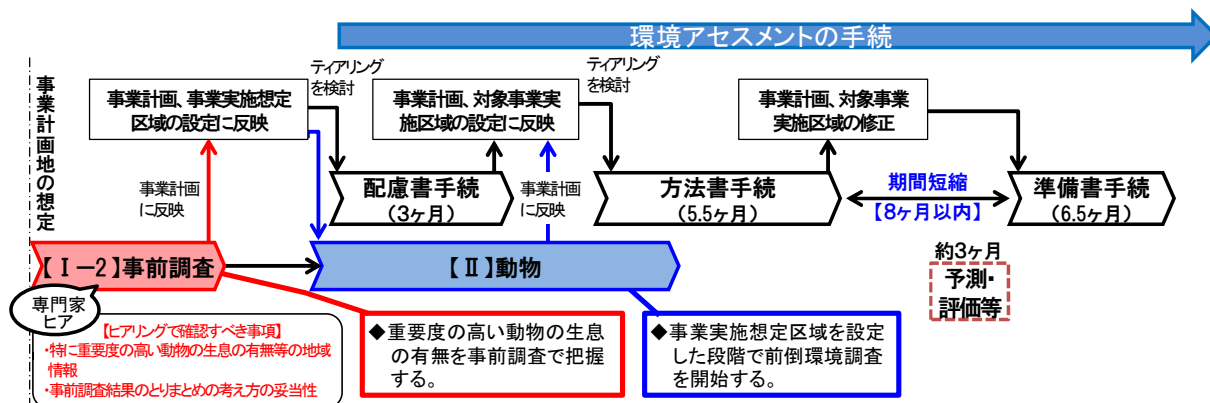 環境アセスメントの手続
事業計画地の想定
ティアリング
を検討
ティアリング
を検討
事業計画、事業実施想定
区域の設定に反映
事業計画、対象事業実
施区域の設定に反映
事業計画、対象事業
実施区域の修正
事業計画
に反映
配慮書手続
(3ヶ月)
事業計画
に反映
方法書手続
(5.5ヶ月)
期間短縮
【8ヶ月以内】
準備書手続
(6.5ヶ月)
【Ⅰ-2】事前調査
【Ⅱ】動物
約3ヶ月
予測・
評価等
専門家
ヒア
【ヒアリングで確認すべき事項】
・特に重要度の高い動物の生息の有無等の地域
情報
・事前調査結果のとりまとめの考え方の妥当性
◆重要度の高い動物の生息
の有無を事前調査で把握
する。
◆事業実施想定区域を設定
した段階で前倒環境調査
を開始する。